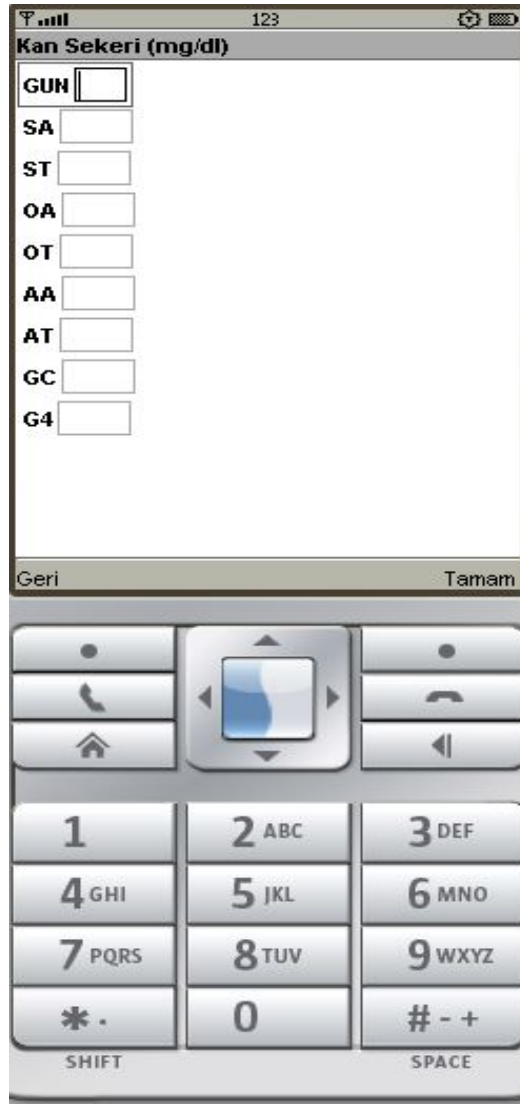 123
Kan Sekeri (mg/dl)
GUN
SA
ST
OA
OT
AA
AT
GC
G4
Geri Tamam
1 2 ABC 3 DEF
4 GHI 5 JKL 6 MNO
7 PQRS 8 TUV 9 WXYZ
* . 0 # - +
SHIFT SPACE